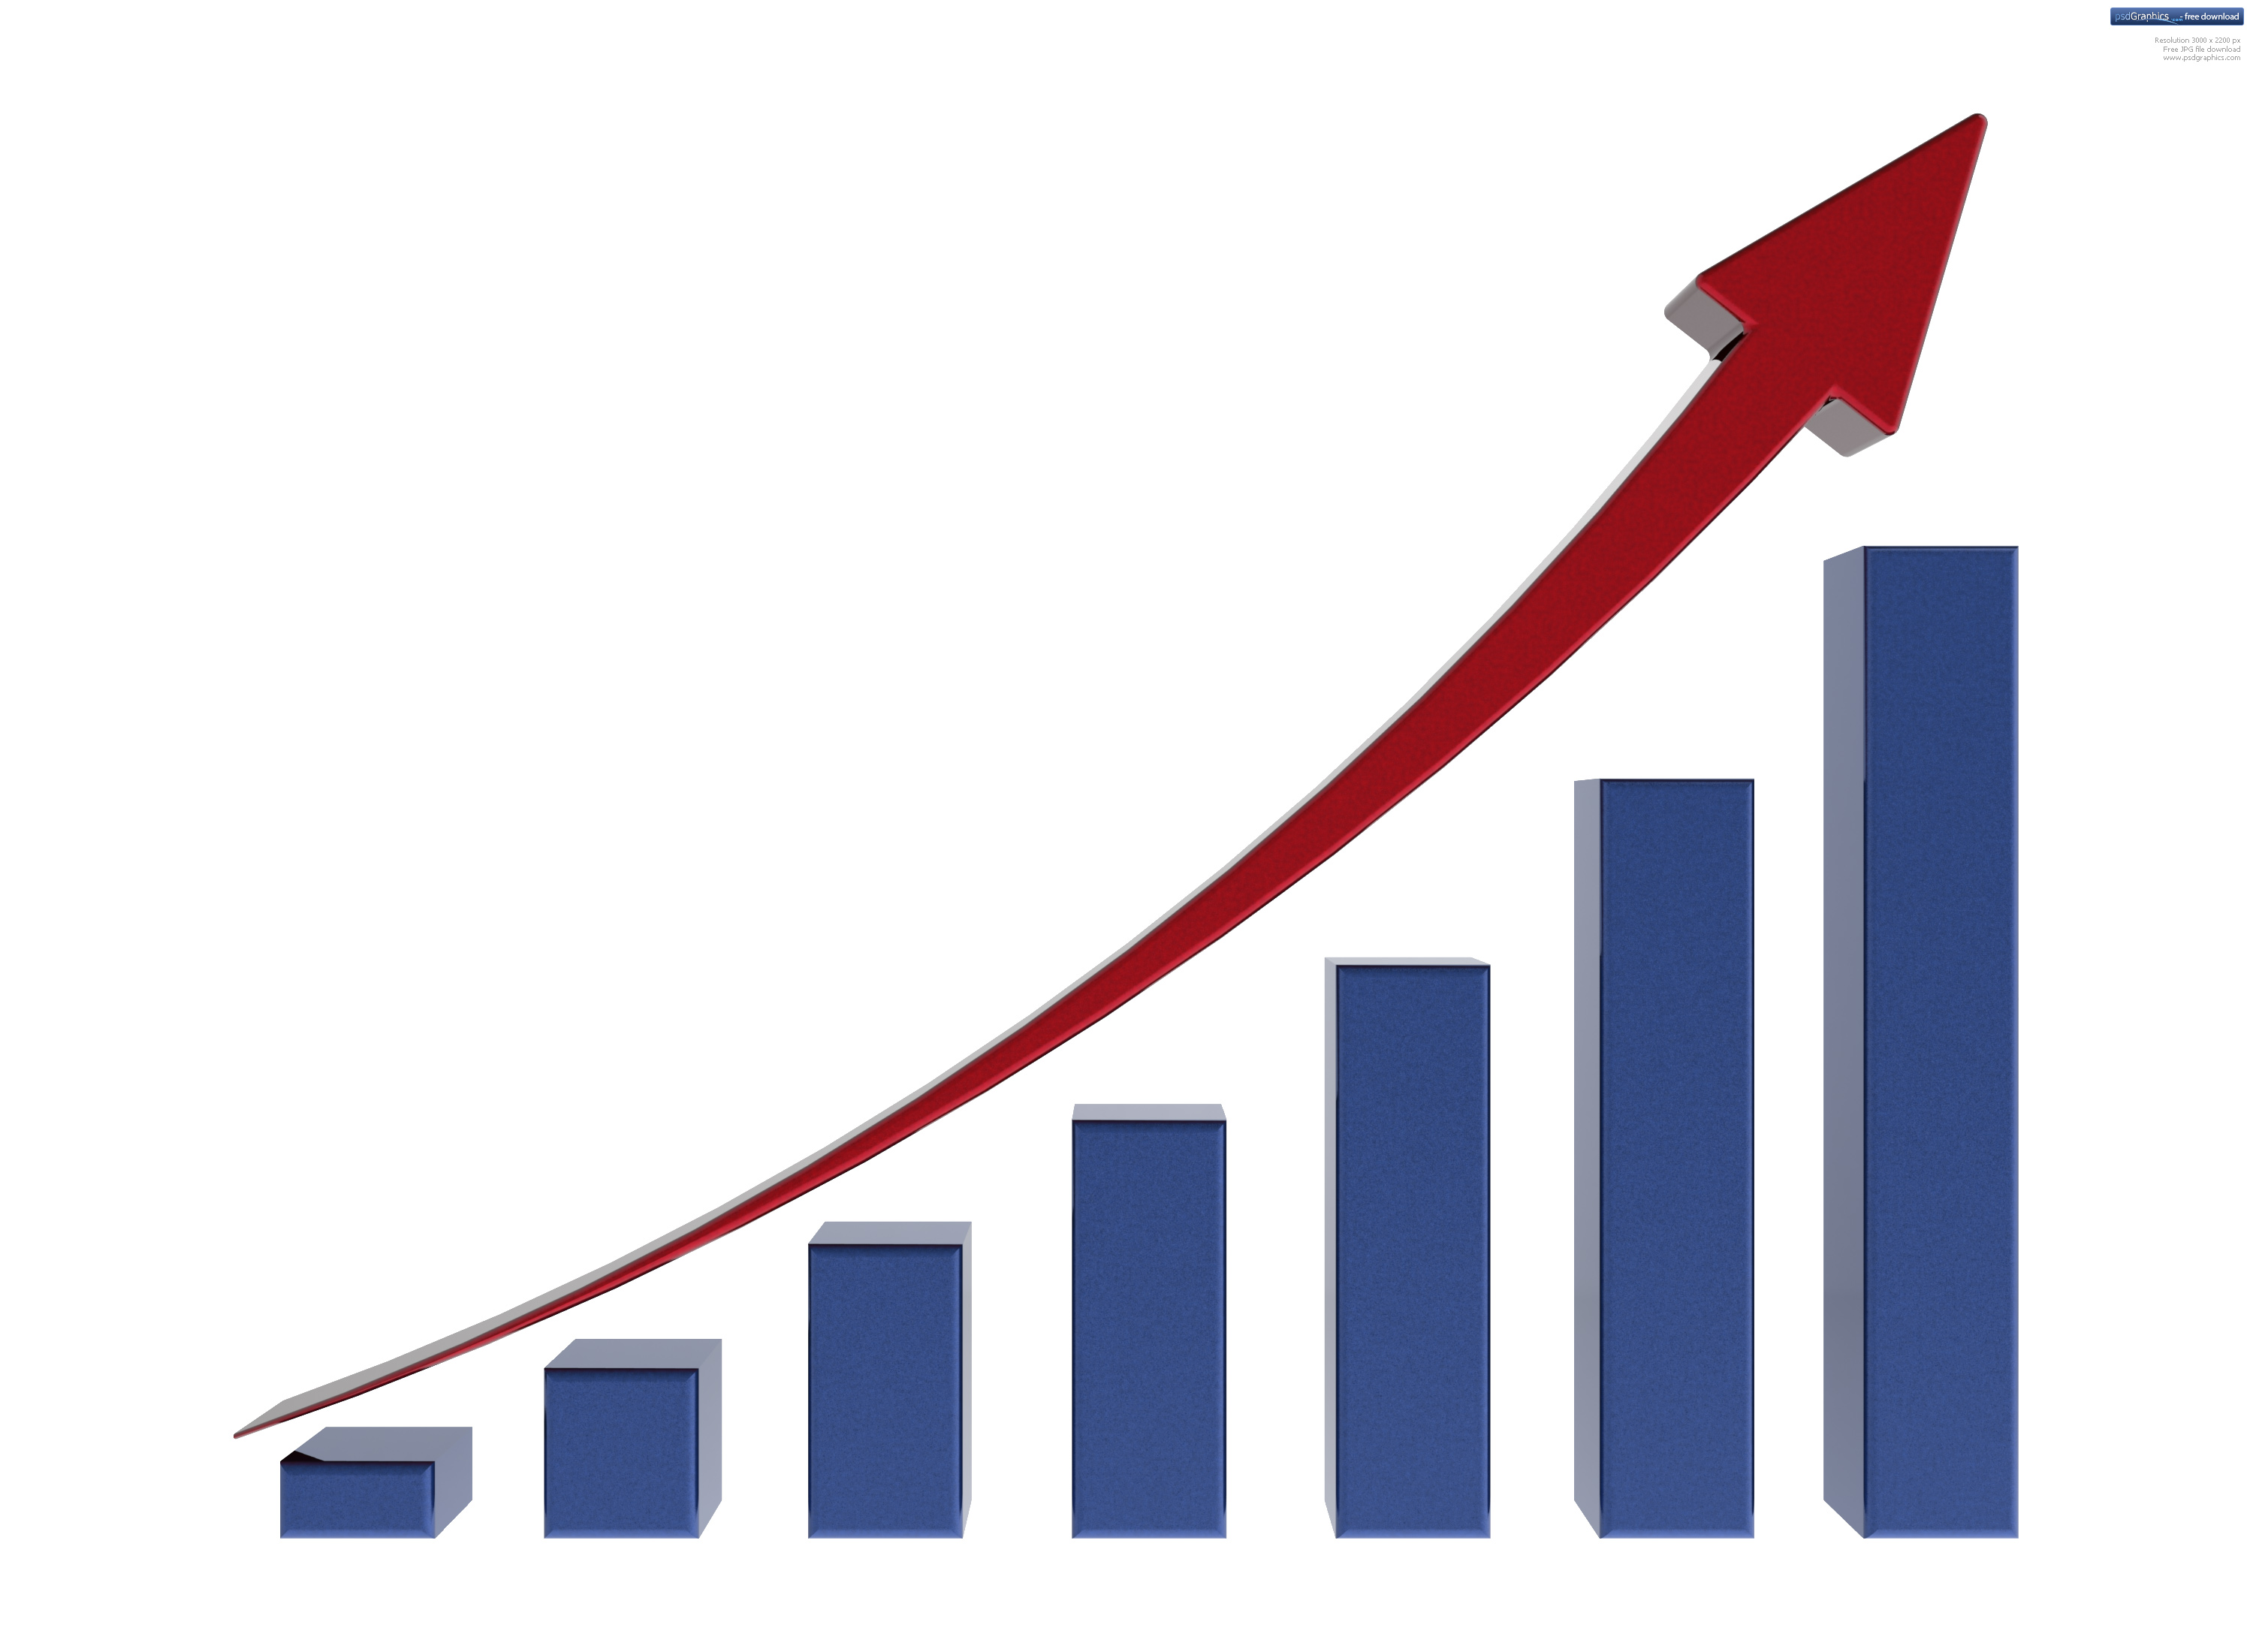 psdGraphics free download
Resolution 3000 x 2200 px
Free JPG file download
www.psdgraphics.com